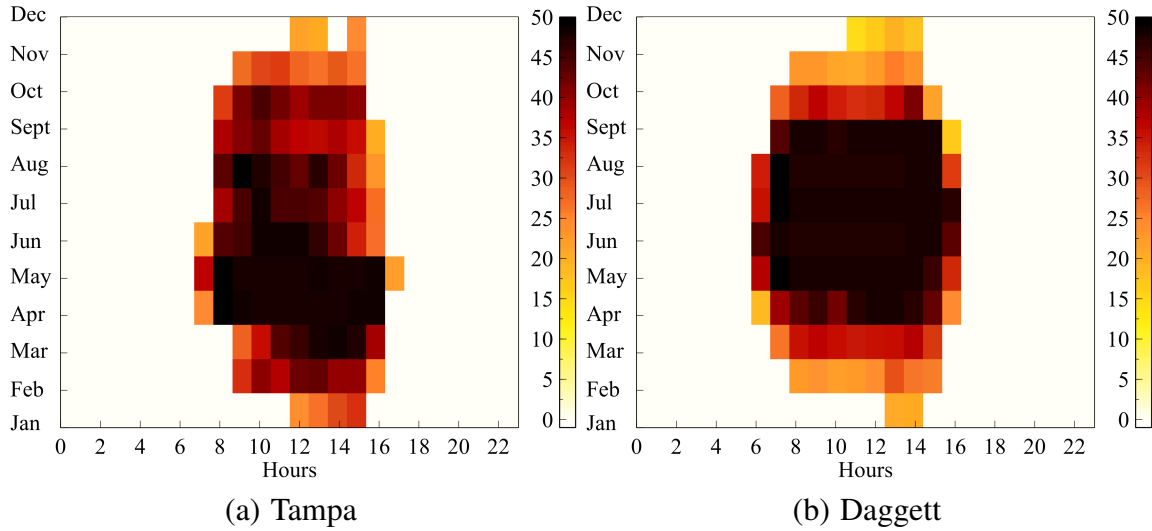 Dec
Nov
Oct
Sept
Aug
Jul
Jun
May
Apr
Mar
Feb
Jan
0 2 4 6 8 10 12 14 16 18 20 22
Hours
50
45
40
35
30
25
20
15
10
5
0
(a) Tampa
Dec
Nov
Oct
Sept
Aug
Jul
Jun
May
Apr
Mar
Feb
Jan
0 2 4 6 8 10 12 14 16 18 20 22
Hours
50
45
40
35
30
25
20
15
10
5
0
(b) Daggett